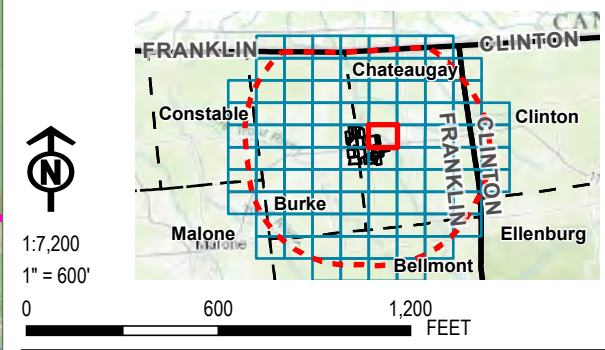 CAN
FRANKLIN
CLINTON
Chateaugay
Constable
Clinton
FRANKLIN
CLINTON
N
Burke
Malone
Malone
Ellenburg
Bellmont
1:7,200
1" = 600'
0 600 1,200
FEET